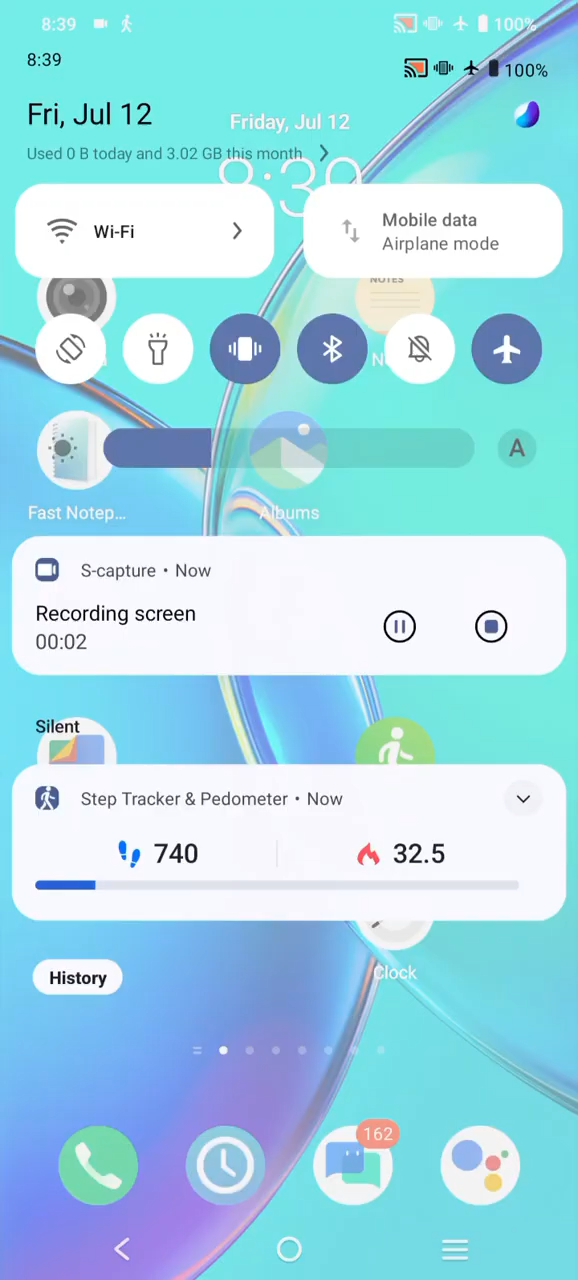 8:39 100%
8:39 100%
Fri, Jul 12
Friday, Jul 12
Used 0 B today and 3.02 GB this month
8:39
Wi-Fi
Mobile data
Airplane mode
NOTES
A
Fast Notep...
Albums
S-capture • Now
Recording screen
00:02
Silent
Step Tracker & Pedometer • Now
740
32.5
History
Clock
162